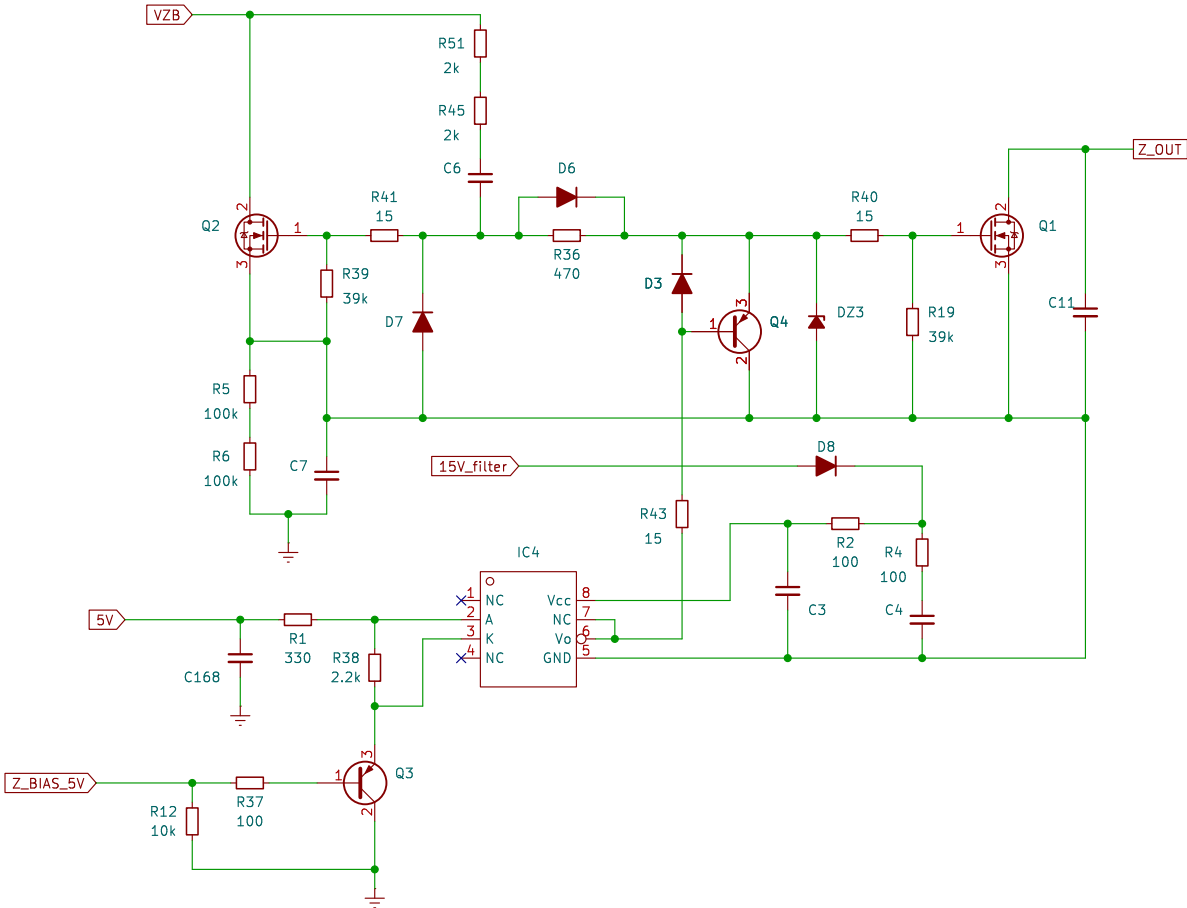 VZB
R51
2k
R45
2k
C6
D6
Z_OUT
R41
15
R40
15
Q2
2
1
3
R36
470
1
2
3
Q1
R39
39k
D3
D7
3
1
2
Q4
DZ3
R19
39k
C11
R5
100k
R6
100k
C7
15V_filter
D8
R43
15
R2
100
R4
100
IC4
C3
C4
1
NC
Vcc
8
2
A
NC
7
3
K
Vo
6
4
NC
GND
5
5V
R1
330
R38
2.2k
C168
Z_BIAS_5V
R37
100
R12
10k
3
1
2
Q3